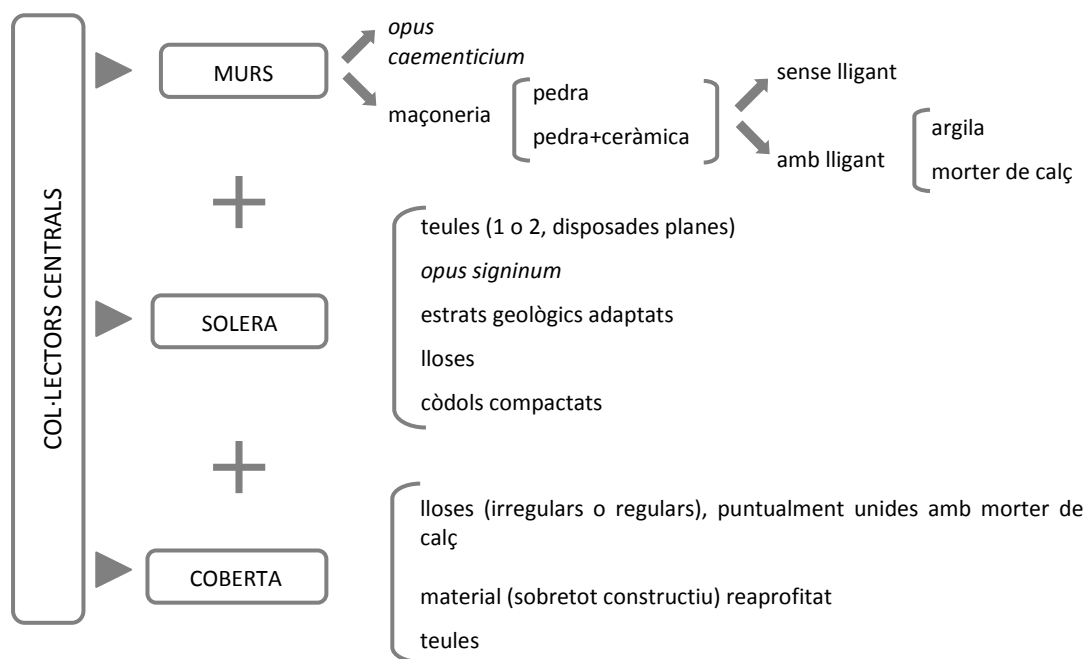 COL·LECTORS CENTRALS
MURS
opus
caementicium
maçoneria
pedra
pedra+ceràmica
sense lligant
amb lligant
argila
morter de calç
SOLERA
teules (1 o 2, disposades planes)
opus signinum
estrats geològics adaptats
lloses
còdols compactats
COBERTA
lloses (irregulars o regulars), puntualment unides amb morter de
calç
material (sobretot constructiu) reaprofitat
teules